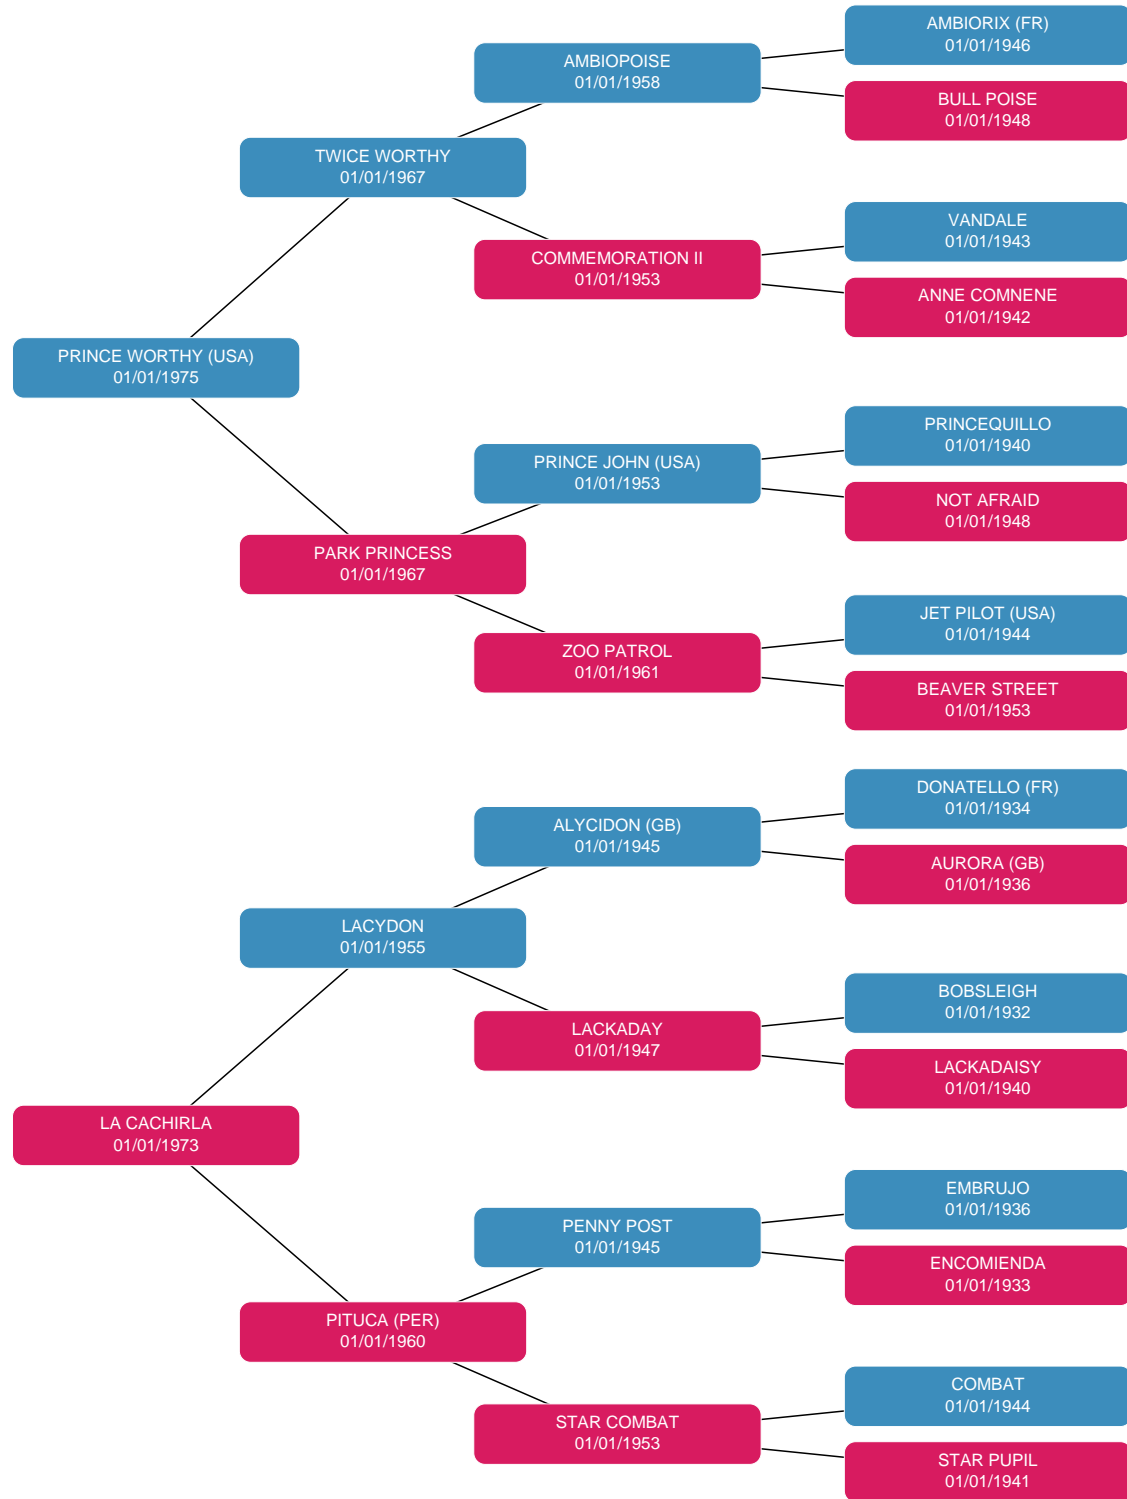 AMBIORIX (FR)
01/01/1946
AMBIOPOISE
01/01/1958
BULL POISE
01/01/1948
TWICE WORTHY
01/01/1967
VANDALE
01/01/1943
COMMEMORATION II
01/01/1953
ANNE COMNENE
01/01/1942
PRINCE WORTHY (USA)
01/01/1975
PRINCEQUILLO
01/01/1940
PRINCE JOHN (USA)
01/01/1953
NOT AFRAID
01/01/1948
PARK PRINCESS
01/01/1967
JET PILOT (USA)
01/01/1944
ZOO PATROL
01/01/1961
BEAVER STREET
01/01/1953
DONATELLO (FR)
01/01/1934
ALYCIDON (GB)
01/01/1945
AURORA (GB)
01/01/1936
LACYDON
01/01/1955
BOBSLEIGH
01/01/1932
LACKADAY
01/01/1947
LACKADAISY
01/01/1940
LA CACHIRLA
01/01/1973
EMBRUJO
01/01/1936
PENNY POST
01/01/1945
ENCOMIENDA
01/01/1933
PITUCA (PER)
01/01/1960
COMBAT
01/01/1944
STAR COMBAT
01/01/1953
STAR PUPIL
01/01/1941